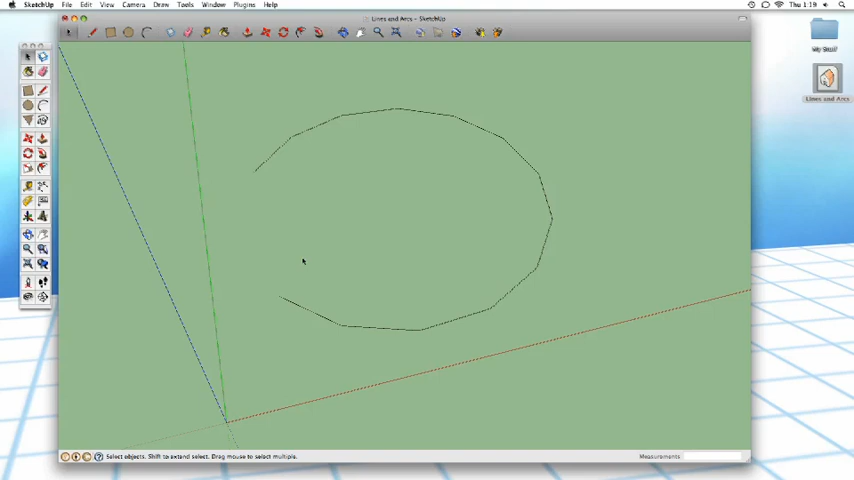 SketchUp File Edit View Camera Draw Tools Window Plugins Help
Thu 1:19
Lines and Arcs - SketchUp
My Stuff
Lines and Arcs
Select objects. Shift to extend select. Drag mouse to select multiple.
Measurements